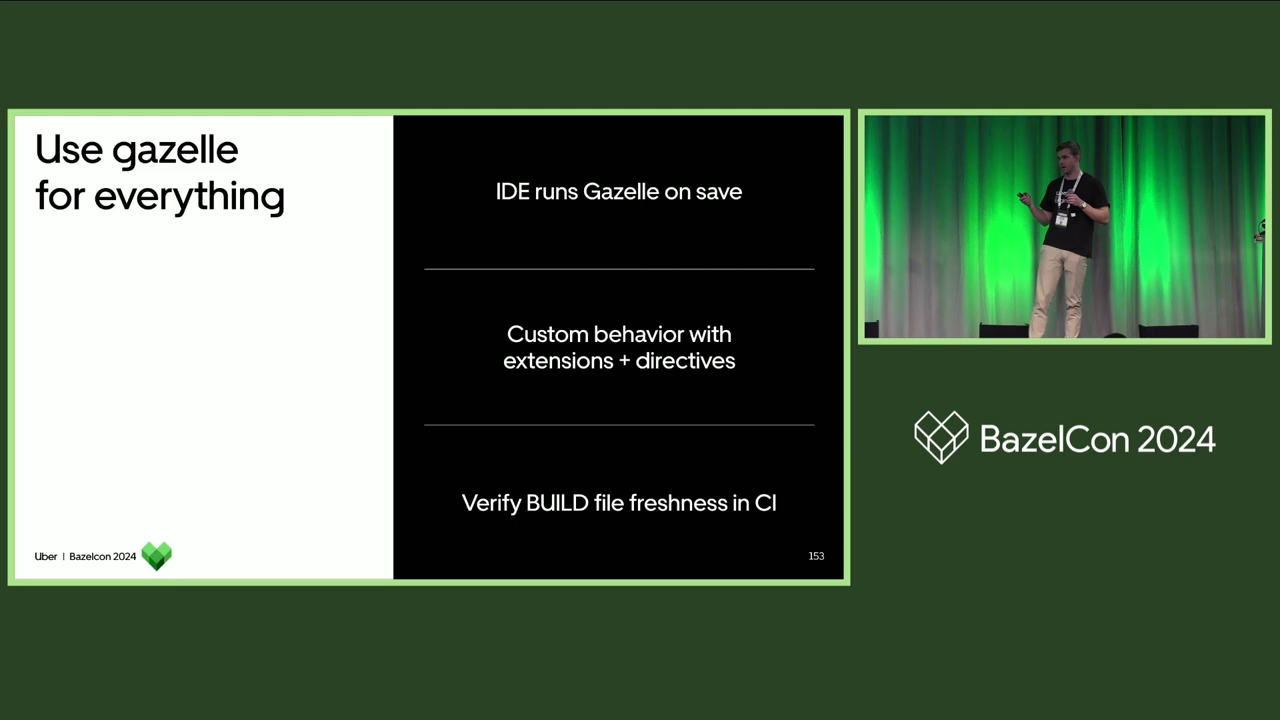 Use gazelle
for everything
IDE runs Gazelle on save
Custom behavior with
extensions + directives
Verify BUILD file freshness in CI
Uber | Bazelcon 2024
153
BazelCon 2024